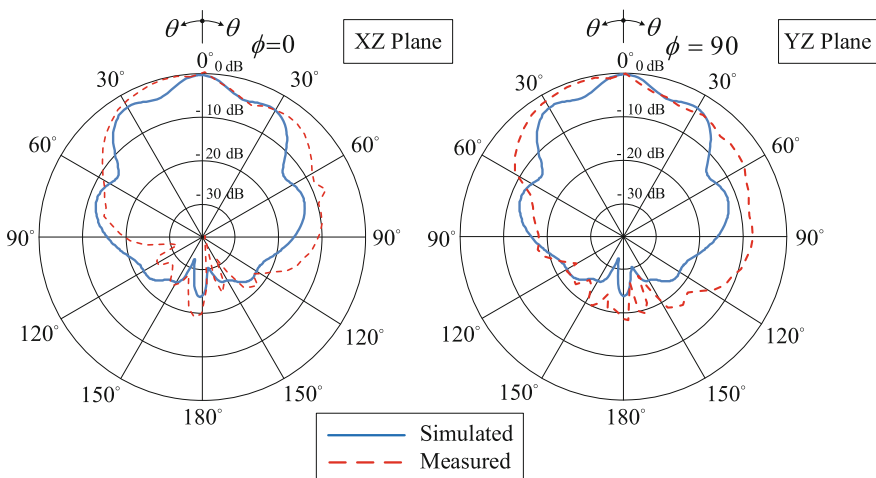 θ θ
ϕ=0
XZ Plane
0° 0 dB
30° 30°
- 10 dB
60° 60°
- 20 dB
- 30 dB
90° 90°
120° 120°
150° 150°
180°
θ θ
ϕ = 90
YZ Plane
0° 0 dB
30° 30°
- 10 dB
60° 60°
- 20 dB
- 30 dB
90° 90°
120° 120°
150° 150°
180°
Simulated
Measured